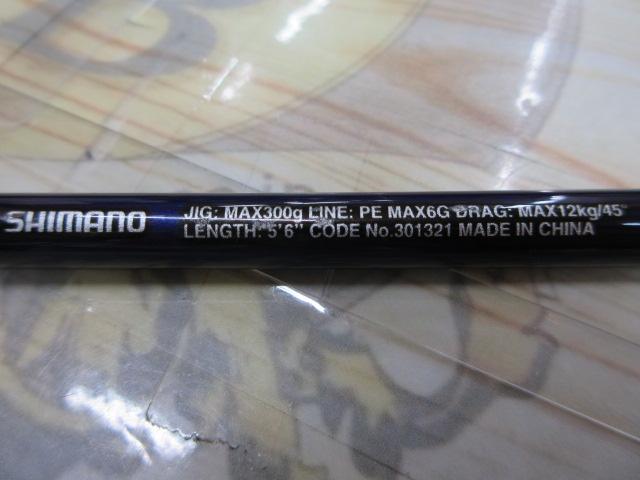 SHIMANO
JIG: MAX300g LINE: PE MAX6G DRAG: MAX12kg/45°
LENGTH: 5'6" CODE No.301321 MADE IN CHINA